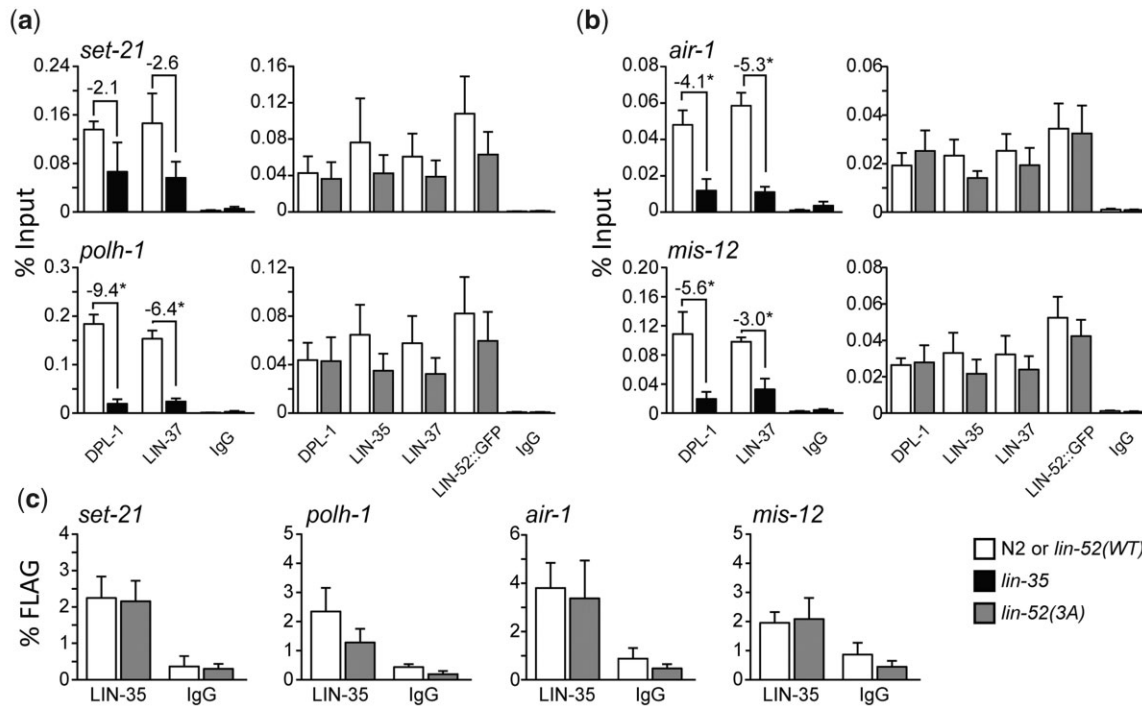 (a)
set-21
0.24
0.16
0.08
0
-2.1
-2.6
0.16
0.12
0.08
0.04
0
% Input
polh-1
0.3
0.2
0.1
0
-9.4*
-6.4*
0.12
0.08
0.04
0
DPL-1
LIN-37
IgG
DPL-1
LIN-35
LIN-37
LIN-52::GFP
IgG
(b)
air-1
0.08
0.06
0.04
0.02
0
-4.1*
-5.3*
0.08
0.06
0.04
0.02
0
% Input
mis-12
0.20
0.16
0.12
0.08
0.04
0
-5.6*
-3.0*
0.08
0.06
0.04
0.02
0
DPL-1
LIN-37
IgG
DPL-1
LIN-35
LIN-37
LIN-52::GFP
IgG
(c)
% FLAG
set-21
4
3
2
1
0
LIN-35
IgG
polh-1
5
4
3
2
1
0
LIN-35
IgG
air-1
6
4
2
0
LIN-35
IgG
mis-12
5
4
3
2
1
0
LIN-35
IgG
N2 or lin-52(WT)
lin-35
lin-52(3A)